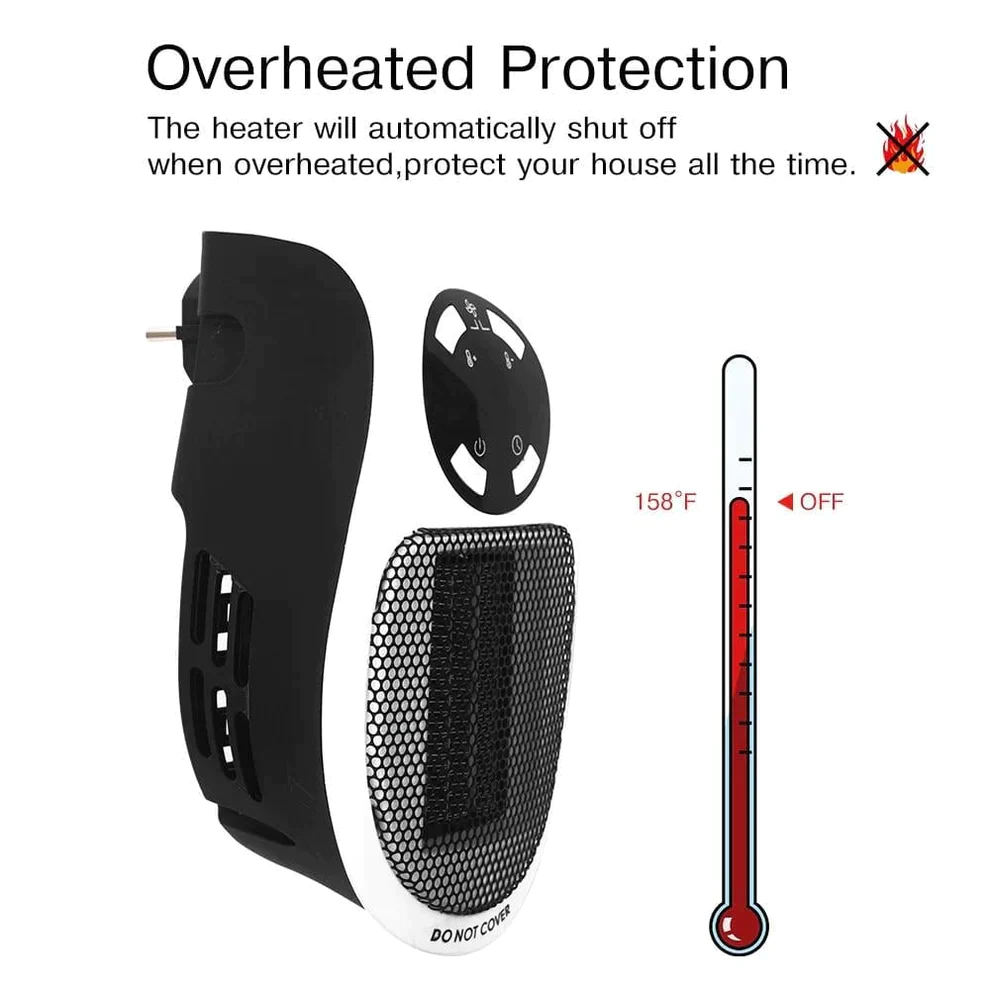 Overheated Protection
The heater will automatically shut off
when overheated,protect your house all the time.
158°F
OFF
DO NOT COVER